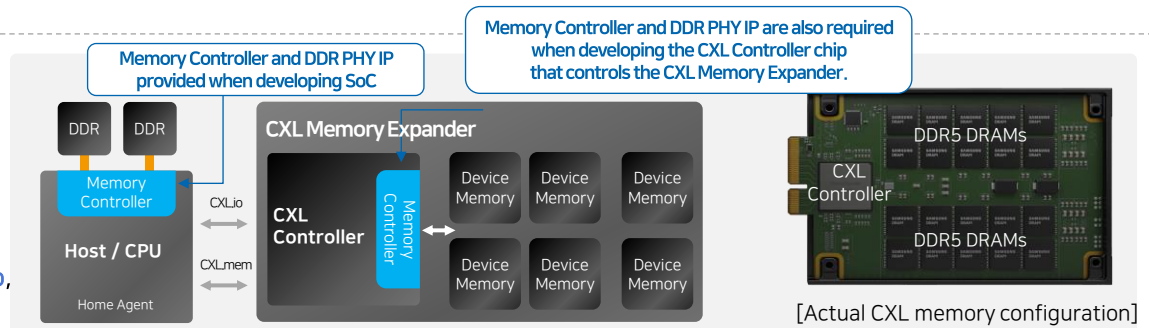 Memory Controller and DDR PHY IP
provided when developing SoC
Memory Controller and DDR PHY IP are also required
when developing the CXL Controller chip
that controls the CXL Memory Expander.
DDR
DDR
Memory
Controller
Host / CPU
Home Agent
CXL.io
CXL.mem
CXL Memory Expander
CXL
Controller
Memory
Controller
Device
Memory
Device
Memory
Device
Memory
Device
Memory
Device
Memory
Device
Memory
DDR5 DRAMs
CXL
Controller
DDR5 DRAMs
[Actual CXL memory configuration]